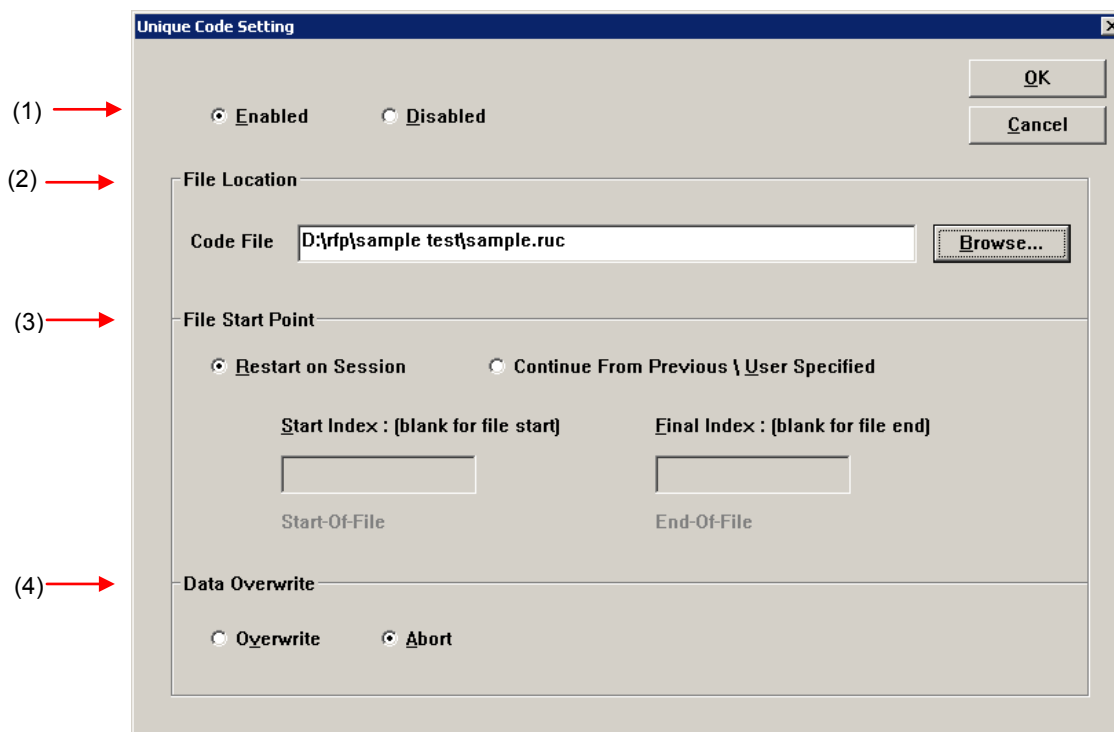 Unique Code Setting
OK
(1)
Enabled Disabled
Cancel
(2)
File Location
Code File D:\rfp\sample test\sample.ruc Browse...
(3)
File Start Point
Restart on Session Continue From Previous \ User Specified
Start Index : (blank for file start) Final Index : (blank for file end)
Start-Of-File End-Of-File
(4)
Data Overwrite
Overwrite Abort